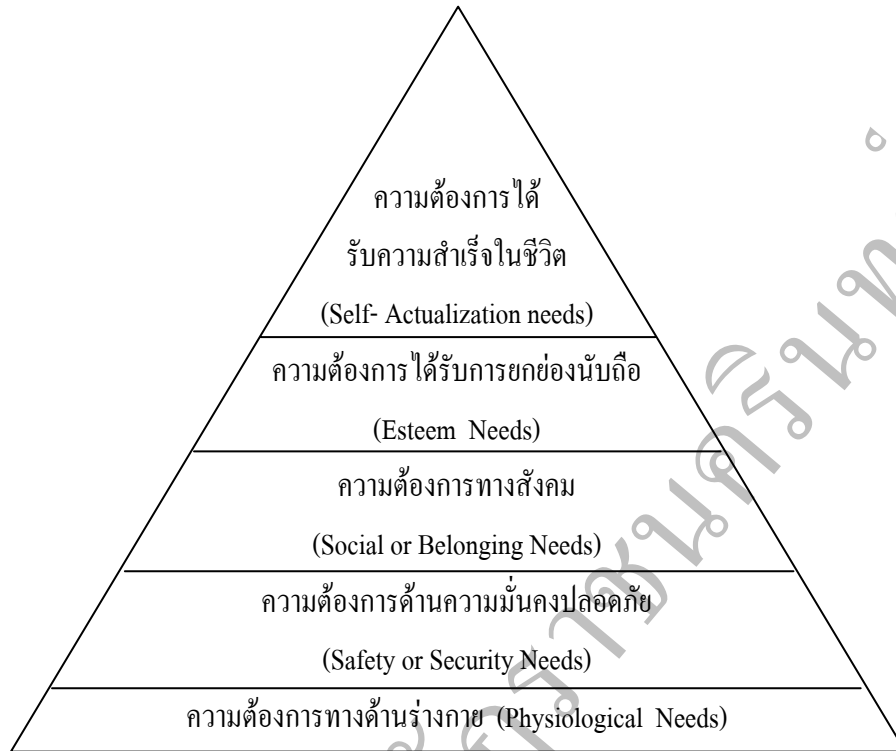 ความต้องการได้
รับความสำเร็จในชีวิต
(Self- Actualization needs)
ความต้องการได้รับการยกย่องนับถือ
(Esteem Needs)
ความต้องการทางสังคม
(Social or Belonging Needs)
ความต้องการด้านความมั่นคงปลอดภัย
(Safety or Security Needs)
ความต้องการทางด้านร่างกาย (Physiological Needs)